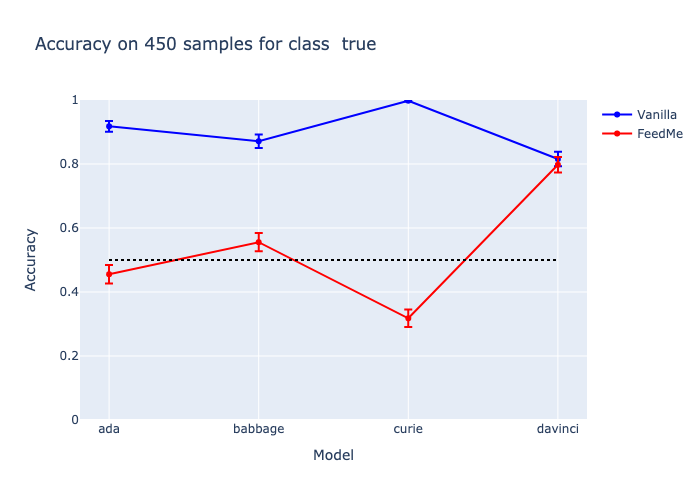 Accuracy on 450 samples for class  true
Vanilla
FeedMe
1
0.8
0.6
0.4
0.2
0
Accuracy
ada
babbage
curie
davinci
Model